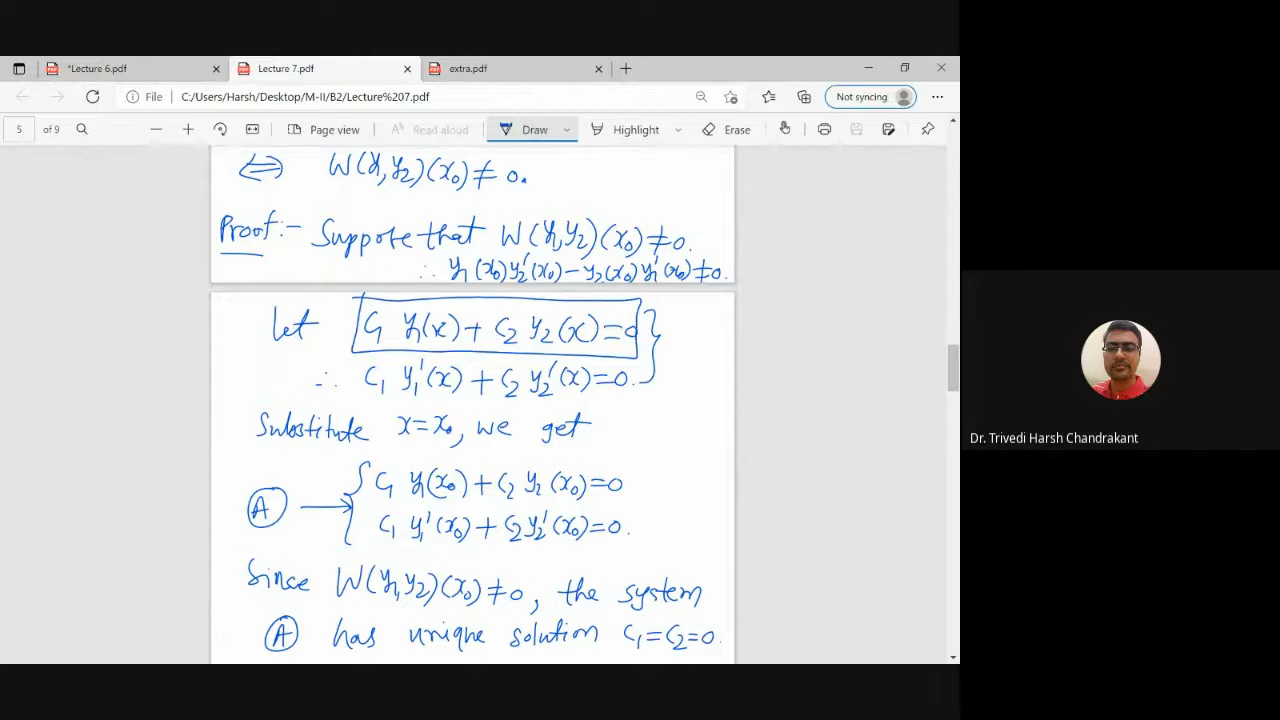 *Lecture 6.pdf
Lecture 7.pdf
extra.pdf
File
C:/Users/Harsh/Desktop/M-II/B2/Lecture%207.pdf
Not syncing
5 of 9
Page view
Read aloud
Draw
Highlight
Erase
⟺ W(y₁,y₂)(x₀) ≠ 0.
Proof:- Suppose that W(y₁,y₂)(x₀) ≠ 0.
∴ y₁(x₀)y₂'(x₀) − y₂(x₀)y₁'(x₀) ≠ 0.
Let C₁ y₁(x) + C₂ y₂(x) = 0 }
∴ C₁ y₁'(x) + C₂ y₂'(x) = 0.
Substitute x = x₀, we get
Ⓐ → { C₁ y₁(x₀) + C₂ y₂(x₀) = 0
C₁ y₁'(x₀) + C₂ y₂'(x₀) = 0.
Since W(y₁,y₂)(x₀) ≠ 0, the system
Ⓐ has unique solution C₁ = C₂ = 0.
Dr. Trivedi Harsh Chandrakant